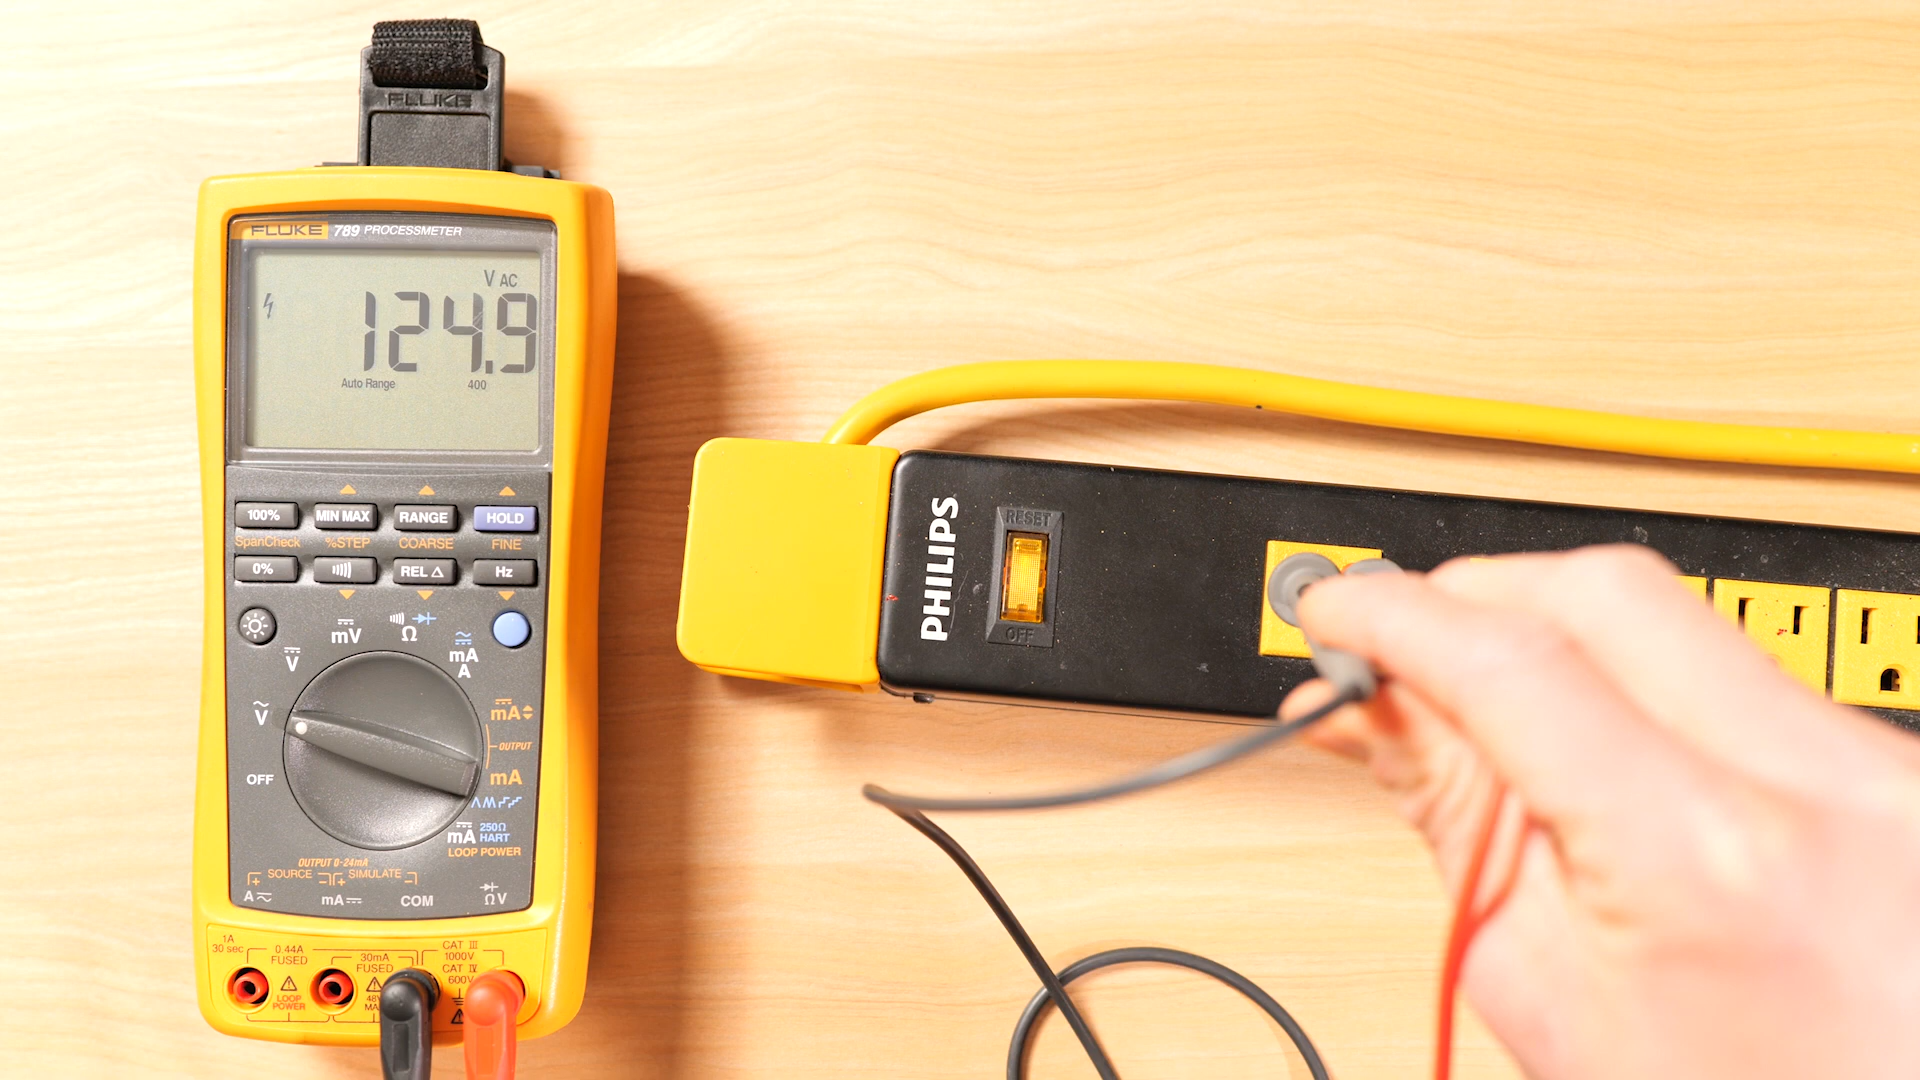 FLUKE
FLUKE 789 PROCESSMETER
V AC
124.9
Auto Range 400
100% MIN MAX RANGE HOLD
SpanCheck %STEP COARSE FINE
0% REL Δ Hz
mV
Ω
mA
A
V
V
OFF
mA
OUTPUT
mA
mA 250Ω
HART
LOOP POWER
OUTPUT 0-24mA
SOURCE SIMULATE
A mA COM ΩV
1A
30 sec
0.44A
FUSED
30mA
FUSED
CAT III
1000V
CAT IV
600V
LOOP
POWER
PHILIPS
RESET
OFF